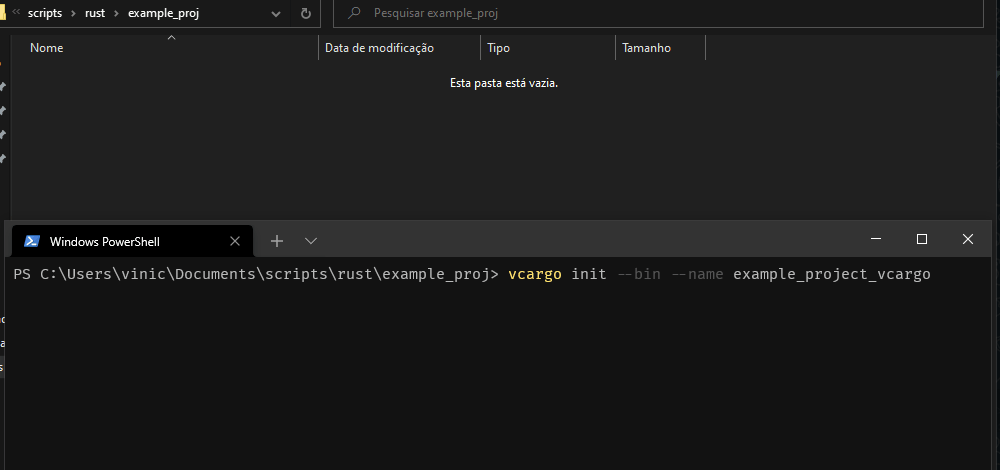 scripts > rust > example_proj
Pesquisar example_proj
Nome Data de modificação Tipo Tamanho
Esta pasta está vazia.
Windows PowerShell
PS C:\Users\vinic\Documents\scripts\rust\example_proj> vcargo init --bin --name example_project_vcargo